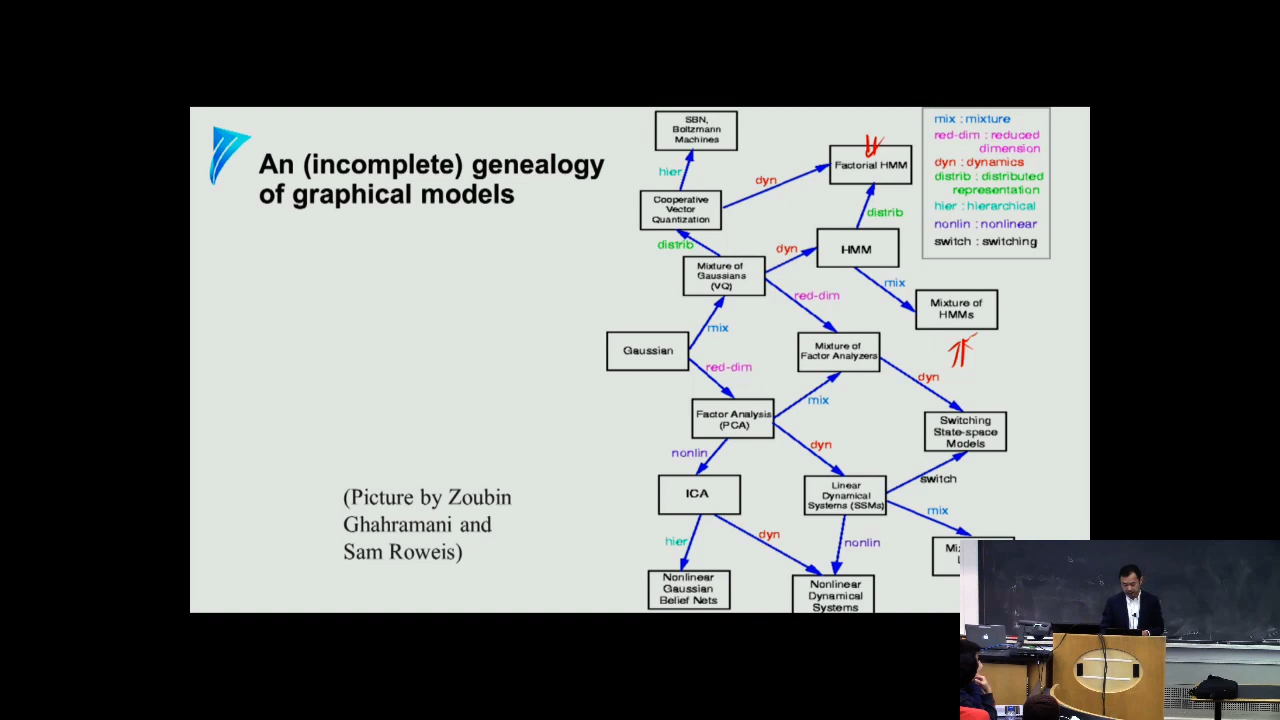 An (incomplete) genealogy
of graphical models
(Picture by Zoubin
Ghahramani and
Sam Roweis)
SBN,
Boltzmann
Machines
hier
Cooperative
Vector
Quantization
dyn
Factorial HMM
distrib
distrib
Mixture of
Gaussians
(VQ)
dyn
HMM
red-dim
mix
Mixture of
HMMs
mix
Gaussian
Mixture of
Factor Analyzers
red-dim
dyn
mix
Factor Analysis
(PCA)
Switching
State-space
Models
nonlin
dyn
switch
ICA
Linear
Dynamical
Systems (SSMs)
mix
hier
dyn
nonlin
Nonlinear
Gaussian
Belief Nets
Nonlinear
Dynamical
Systems
mix : mixture
red-dim : reduced
dimension
dyn : dynamics
distrib : distributed
representation
hier : hierarchical
nonlin : nonlinear
switch : switching